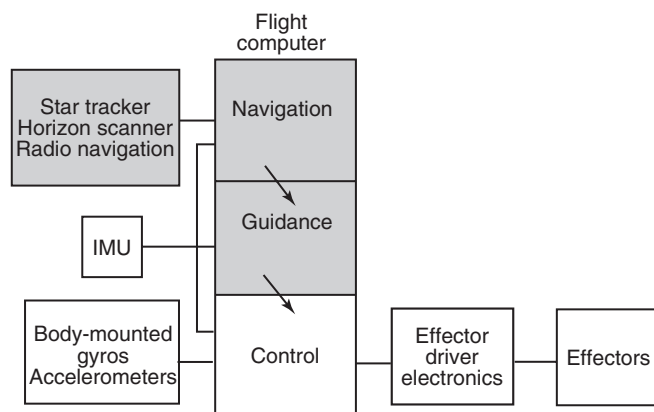 Flight
computer
Star tracker
Horizon scanner
Radio navigation
Navigation
Guidance
IMU
Body-mounted
gyros
Accelerometers
Control
Effector
driver
electronics
Effectors